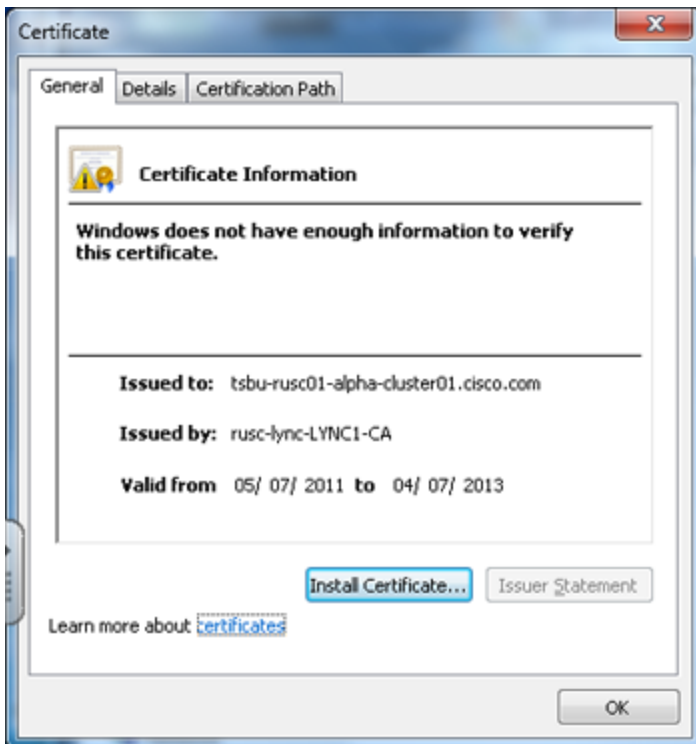 Certificate
General
Details
Certification Path
Certificate Information
Windows does not have enough information to verify
this certificate.
Issued to: tsbu-rusc01-alpha-cluster01.cisco.com
Issued by: rusc-lync-LYNC1-CA
Valid from 05/ 07/ 2011 to 04/ 07/ 2013
Install Certificate...
Issuer Statement
Learn more about certificates
OK